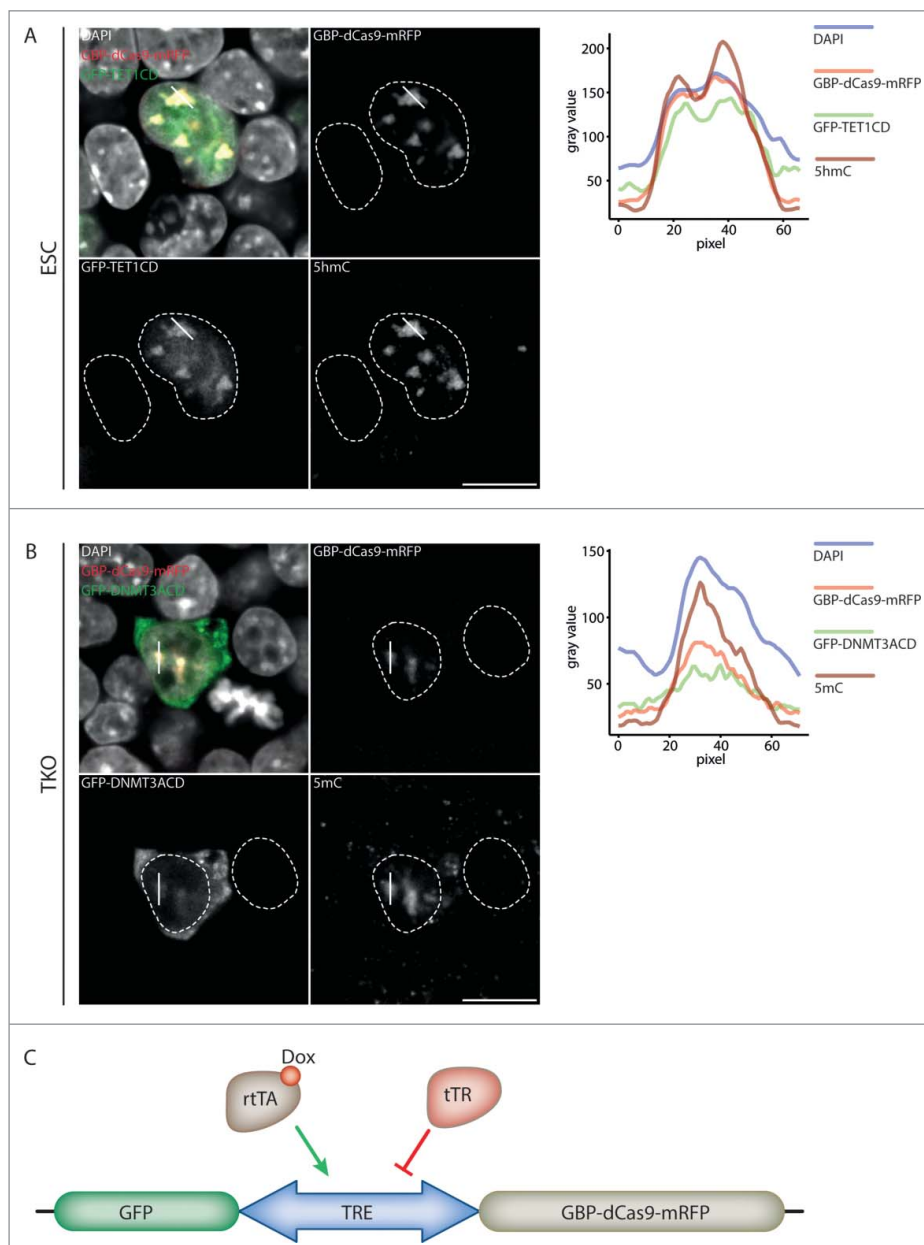 A
ESC
DAPI
GBP-dCas9-mRFP
GFP-TET1CD
GBP-dCas9-mRFP
GFP-TET1CD
5hmC
gray value
200
150
100
50
0
20
40
60
pixel
DAPI
GBP-dCas9-mRFP
GFP-TET1CD
5hmC
B
TKO
DAPI
GBP-dCas9-mRFP
GFP-DNMT3ACD
GBP-dCas9-mRFP
GFP-DNMT3ACD
5mC
gray value
150
100
50
0
20
40
60
pixel
DAPI
GBP-dCas9-mRFP
GFP-DNMT3ACD
5mC
C
Dox
rtTA
tTR
GFP
TRE
GBP-dCas9-mRFP